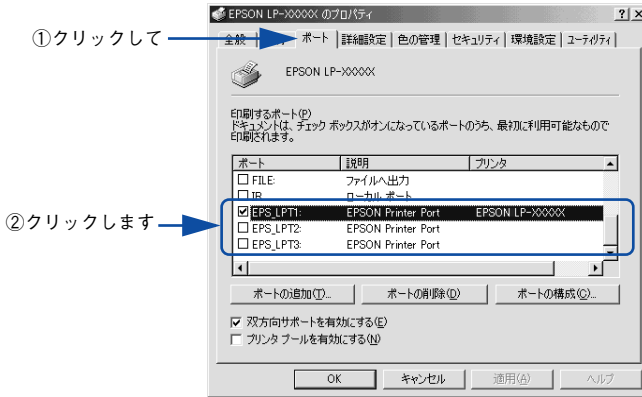 EPSON LP-XXXXX のプロパティ
①クリックして
全般
ポート
詳細設定
色の管理
セキュリティ
環境設定
ユーティリティ
EPSON LP-XXXXX
印刷するポート(P)
ドキュメントは、チェック ボックスがオンになっているポートのうち、最初に利用可能なもので
印刷されます。
ポート 説明 プリンタ
FILE: ファイルへ出力
IR ローカル ポート
②クリックします
EPS_LPT1: EPSON Printer Port EPSON LP-XXXXX
EPS_LPT2: EPSON Printer Port
EPS_LPT3: EPSON Printer Port
ポートの追加(T)... ポートの削除(D) ポートの構成(C)...
双方向サポートを有効にする(E)
プリンタ プールを有効にする(N)
OK キャンセル 適用(A) ヘルプ